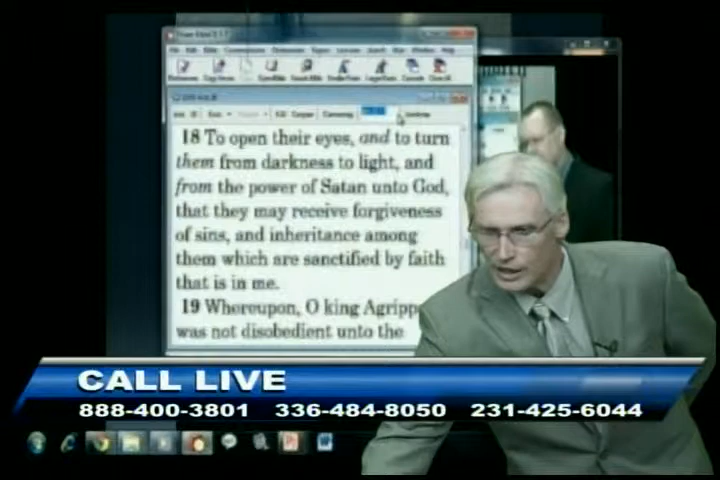 18 To open their eyes, and to turn
them from darkness to light, and
from the power of Satan unto God,
that they may receive forgiveness
of sins, and inheritance among
them which are sanctified by faith
that is in me.
19 Whereupon, O king Agripp
was not disobedient unto the
CALL LIVE
888-400-3801 336-484-8050 231-425-6044